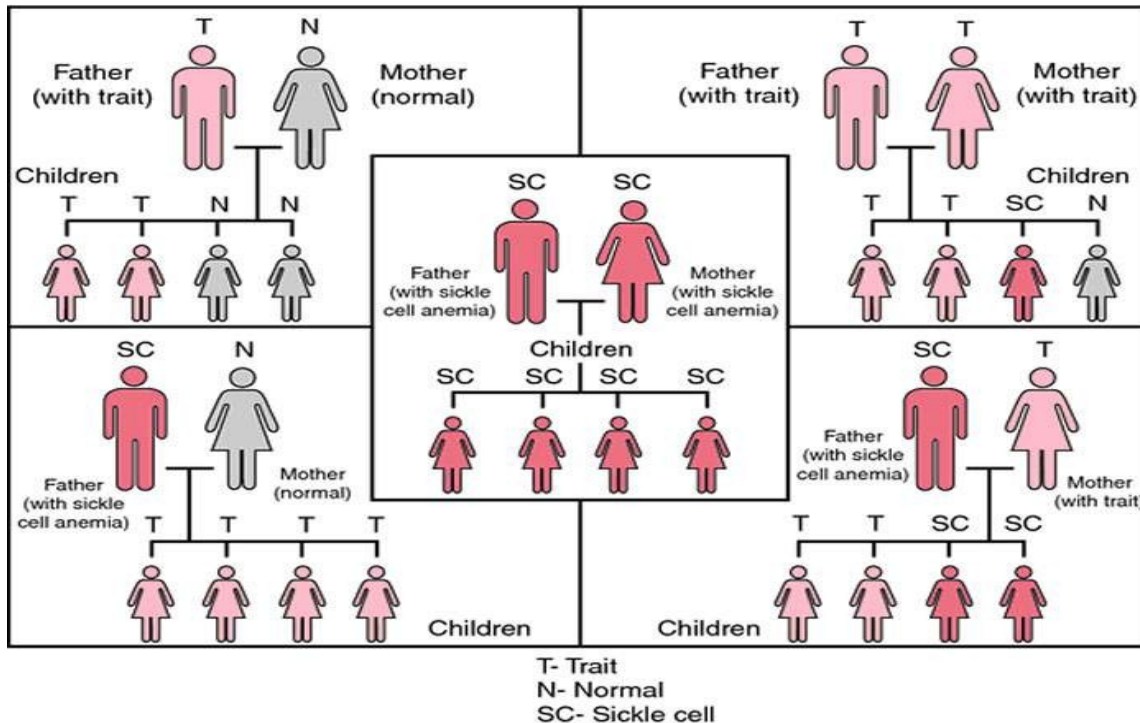 T N
Father
(with trait)
Mother
(normal)
Children
T T N N
T T
Father
(with trait)
Mother
(with trait)
Children
T T SC N
SC SC
Father
(with sickle
cell anemia)
Mother
(with sickle
cell anemia)
Children
SC SC SC SC
SC N
Father
(with sickle
cell anemia)
Mother
(normal)
T T T T
Children
SC T
Father
(with sickle
cell anemia)
Mother
(with trait)
T T SC SC
Children
T- Trait
N- Normal
SC- Sickle cell